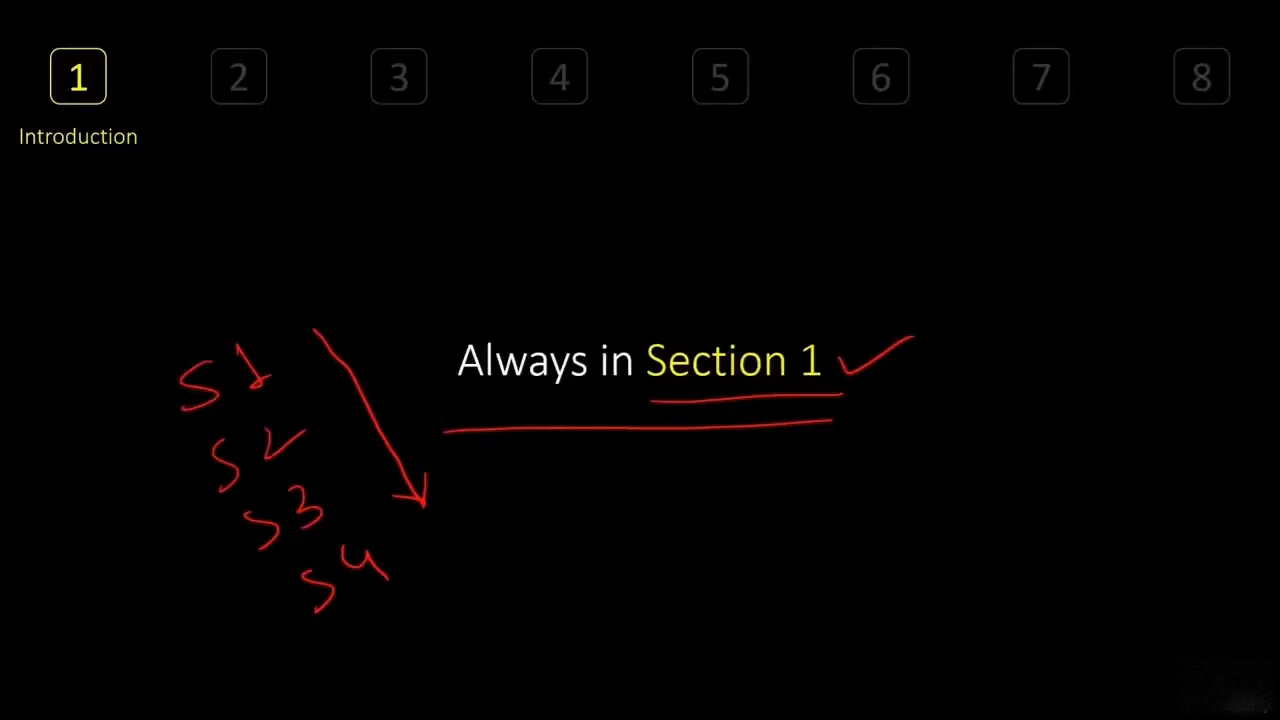 1 2 3 4 5 6 7 8
Introduction
Always in Section 1
S1
S2
S3
S4